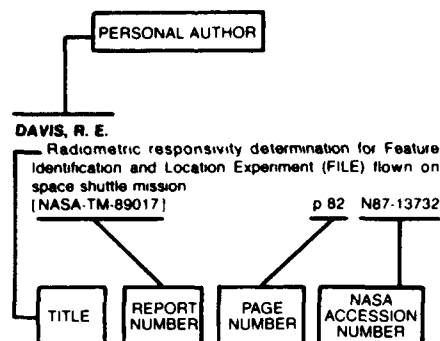 PERSONAL AUTHOR
DAVIS, R. E.
Radiometric responsivity determination for Feature
Identification and Location Experiment (FILE) flown on
space shuttle mission
[NASA-TM-89017] p 82 N87-13732
TITLE
REPORT
NUMBER
PAGE
NUMBER
NASA
ACCESSION
NUMBER